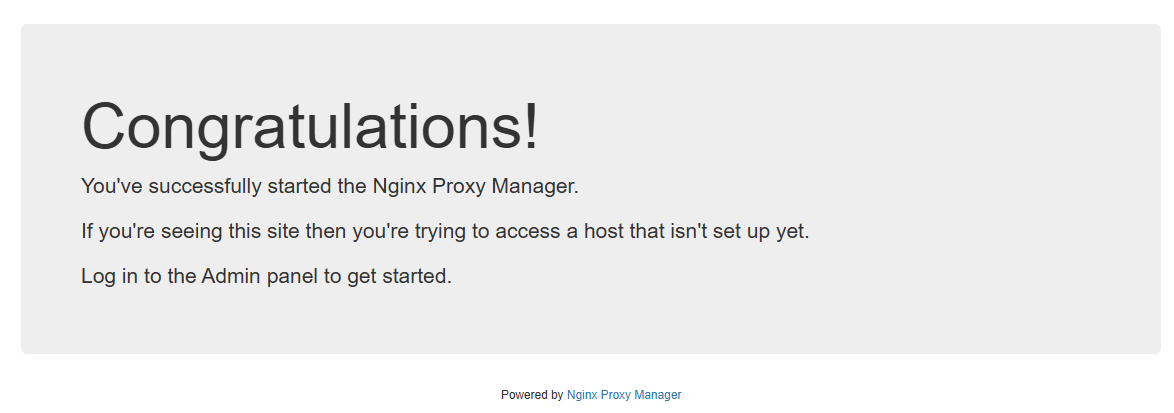 Congratulations!
You've successfully started the Nginx Proxy Manager.
If you're seeing this site then you're trying to access a host that isn't set up yet.
Log in to the Admin panel to get started.
Powered by Nginx Proxy Manager